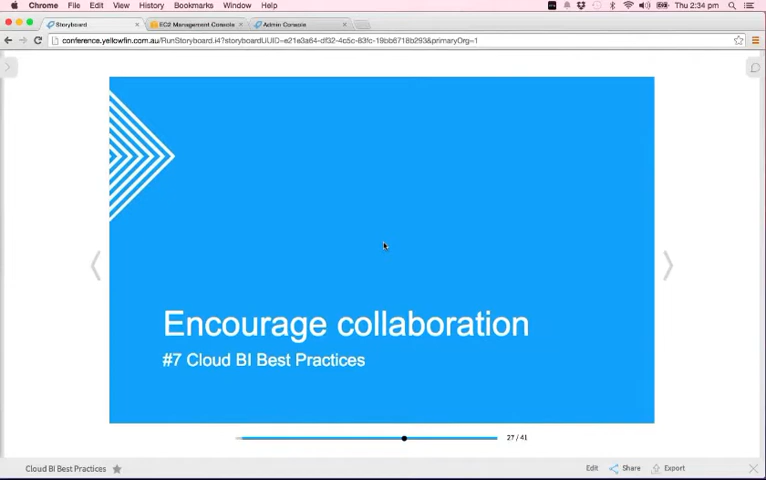 Chrome File Edit View History Bookmarks Window Help Thu 2:34 pm
Storyboard EC2 Management Console Admin Console
conference.yellowfin.com.au/RunStoryboard.i4?storyboardUUID=e21e3a64-df32-4c5c-83fc-19bb6718b293&primaryOrg=1
Encourage collaboration
#7 Cloud BI Best Practices
27 / 41
Cloud BI Best Practices Edit Share Export